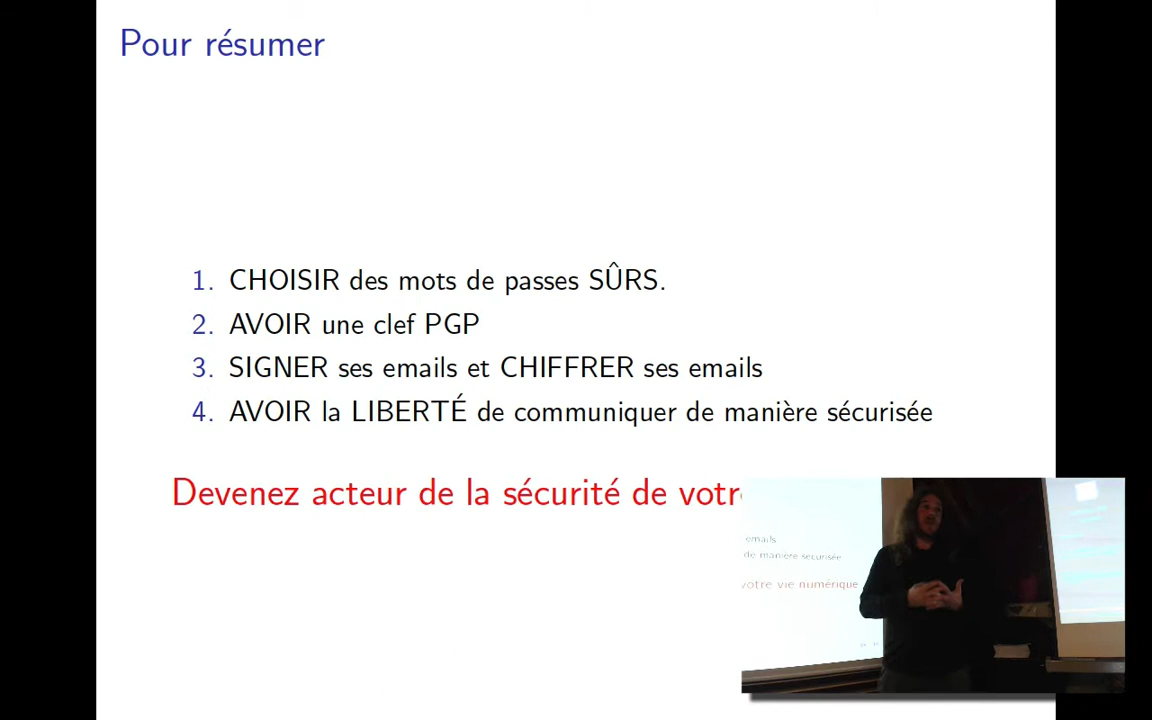 Pour résumer
1. CHOISIR des mots de passes SÛRS.
2. AVOIR une clef PGP
3. SIGNER ses emails et CHIFFRER ses emails
4. AVOIR la LIBERTÉ de communiquer de manière sécurisée
Devenez acteur de la sécurité de votre
emails
de manière securisée
votre vie numérique